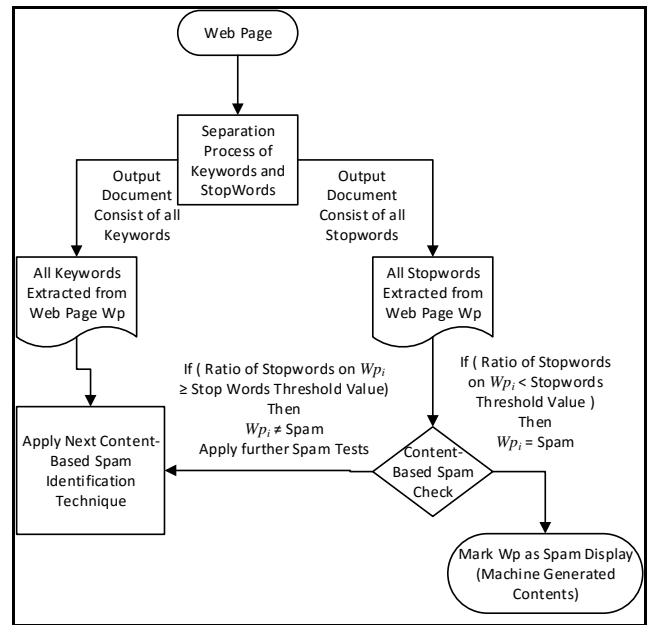 Web Page
Separation
Process of
Keywords and
StopWords
Output
Document
Consist of all
Keywords
Output
Document
Consist of all
Stopwords
All Keywords
Extracted from
Web Page Wp
All Stopwords
Extracted from
Web Page Wp
If ( Ratio of Stopwords on Wpᵢ
≥ Stop Words Threshold Value)
Then
Wpᵢ ≠ Spam
Apply further Spam Tests
If ( Ratio of Stopwords
on Wpᵢ < Stopwords
Threshold Value )
Then
Wpᵢ = Spam
Apply Next Content-
Based Spam
Identification
Technique
Content-
Based Spam
Check
Mark Wp as Spam Display
(Machine Generated
Contents)